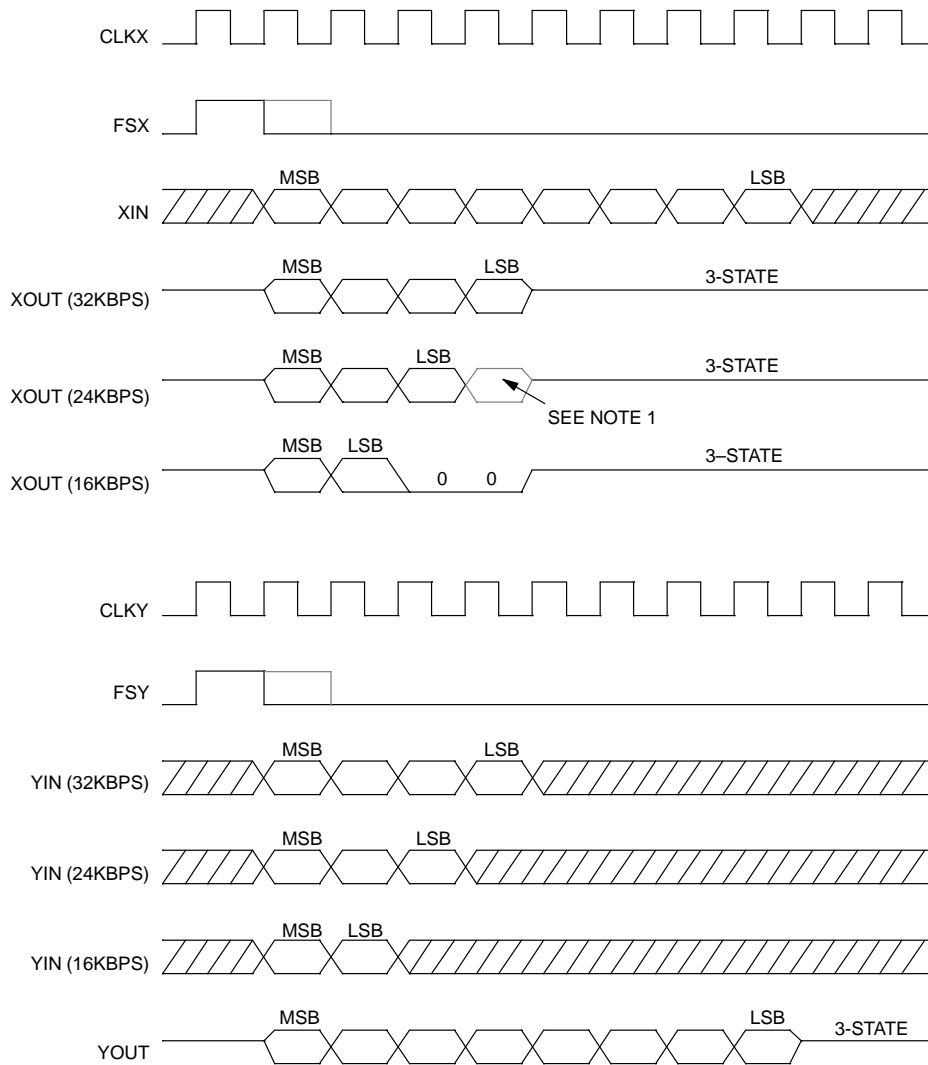 CLKX
FSX
MSB LSB
XIN
MSB LSB 3-STATE
XOUT (32KBPS)
MSB LSB 3-STATE
XOUT (24KBPS)
SEE NOTE 1
MSB LSB 3–STATE
XOUT (16KBPS) 0 0
CLKY
FSY
MSB LSB
YIN (32KBPS)
MSB LSB
YIN (24KBPS)
MSB LSB
YIN (16KBPS)
MSB LSB 3-STATE
YOUT